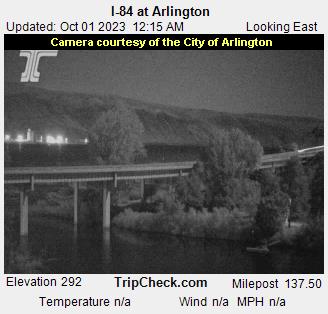 I-84 at Arlington
Updated: Oct 01 2023 12:15 AM Looking East
Camera courtesy of the City of Arlington
Elevation 292 TripCheck.com Milepost 137.50
Temperature n/a Wind n/a MPH n/a